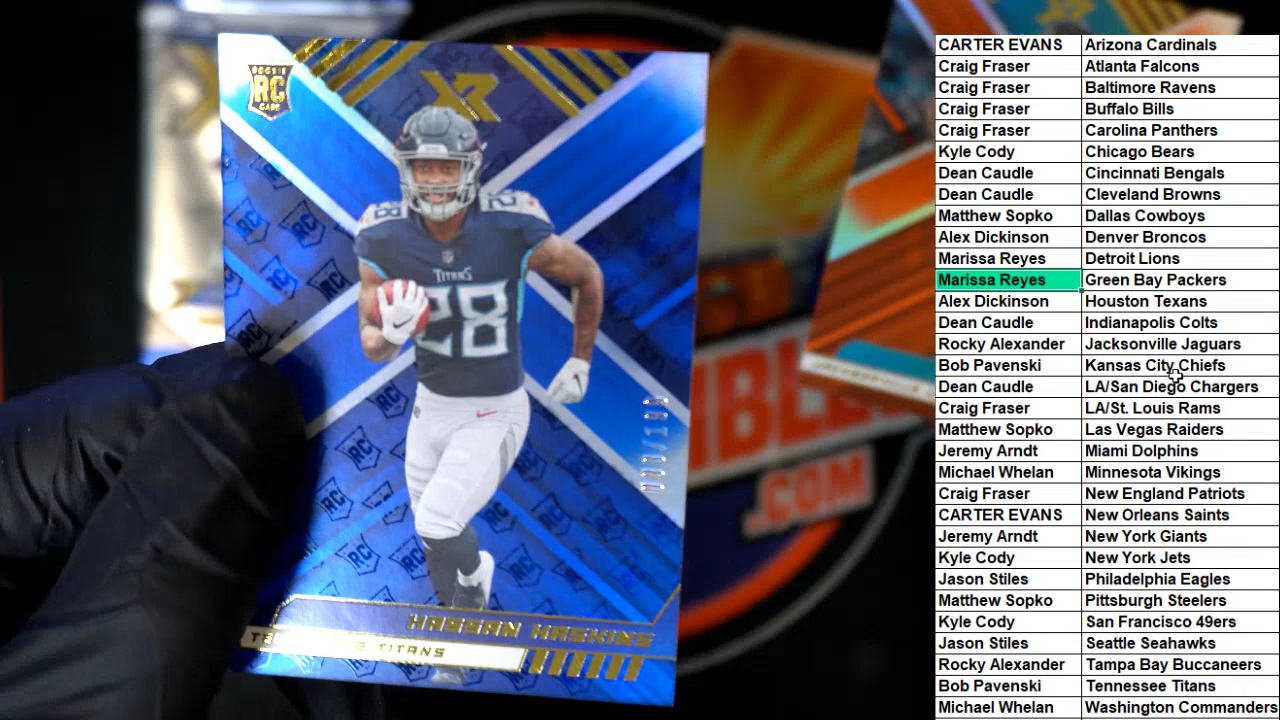 ROOKIE
RC
CARD
XR
28
TITANS
28
HASSAN HASKINS
TITANS
.COM
CARTER EVANS Arizona Cardinals
Craig Fraser Atlanta Falcons
Craig Fraser Baltimore Ravens
Craig Fraser Buffalo Bills
Craig Fraser Carolina Panthers
Kyle Cody Chicago Bears
Dean Caudle Cincinnati Bengals
Dean Caudle Cleveland Browns
Matthew Sopko Dallas Cowboys
Alex Dickinson Denver Broncos
Marissa Reyes Detroit Lions
Marissa Reyes Green Bay Packers
Alex Dickinson Houston Texans
Dean Caudle Indianapolis Colts
Rocky Alexander Jacksonville Jaguars
Bob Pavenski Kansas City Chiefs
Dean Caudle LA/San Diego Chargers
Craig Fraser LA/St. Louis Rams
Matthew Sopko Las Vegas Raiders
Jeremy Arndt Miami Dolphins
Michael Whelan Minnesota Vikings
Craig Fraser New England Patriots
CARTER EVANS New Orleans Saints
Jeremy Arndt New York Giants
Kyle Cody New York Jets
Jason Stiles Philadelphia Eagles
Matthew Sopko Pittsburgh Steelers
Kyle Cody San Francisco 49ers
Jason Stiles Seattle Seahawks
Rocky Alexander Tampa Bay Buccaneers
Bob Pavenski Tennessee Titans
Michael Whelan Washington Commanders